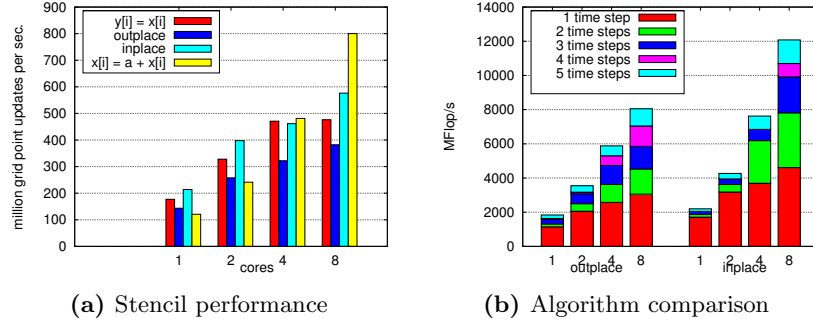 million grid point updates per sec.
900
800
700
600
500
400
300
200
100
0
y[i] = x[i]
outplace
inplace
x[i] = a + x[i]
1 2 4 8
cores
(a) Stencil performance
MFlop/s
14000
12000
10000
8000
6000
4000
2000
0
1 time step
2 time steps
3 time steps
4 time steps
5 time steps
1 2 4 8 1 2 4 8
outplace inplace
(b) Algorithm comparison